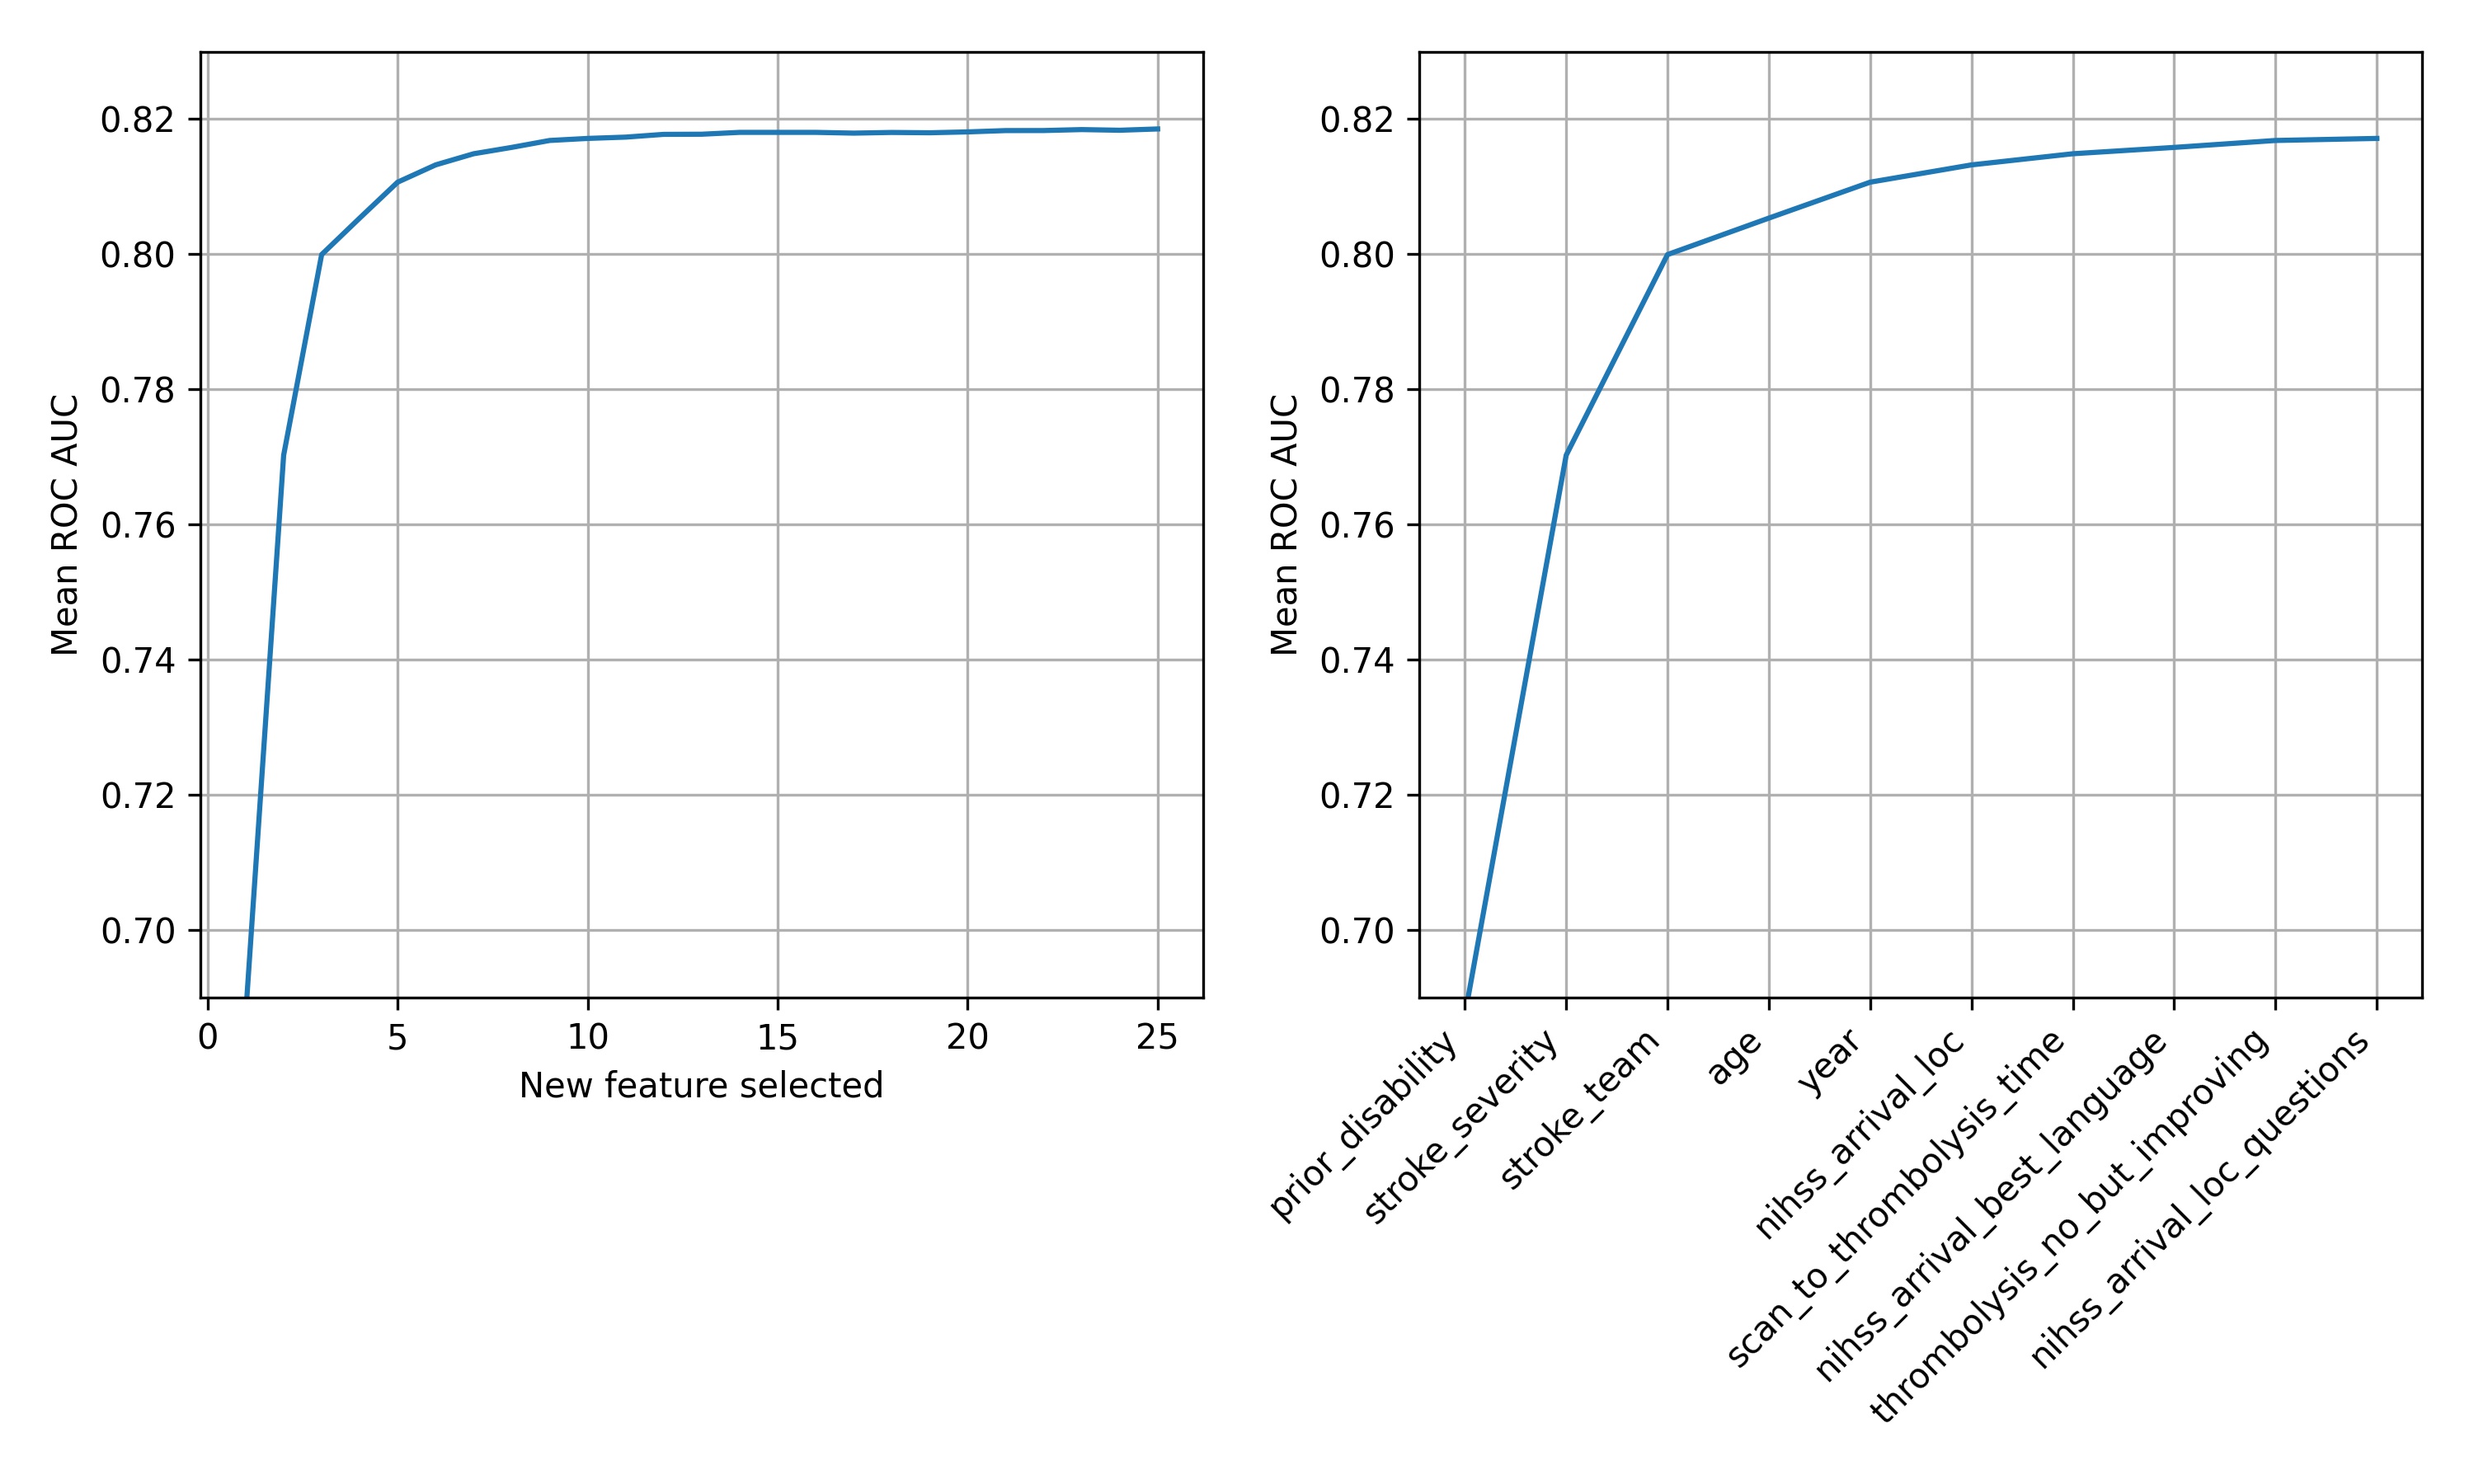 Mean ROC AUC
0.82
0.80
0.78
0.76
0.74
0.72
0.70
0
5
10
15
20
25
New feature selected
Mean ROC AUC
0.82
0.80
0.78
0.76
0.74
0.72
0.70
prior_disability
stroke_severity
stroke_team
age
year
nihss_arrival_loc
scan_to_thrombolysis_time
nihss_arrival_best_language
thrombolysis_no_but_improving
nihss_arrival_loc_questions